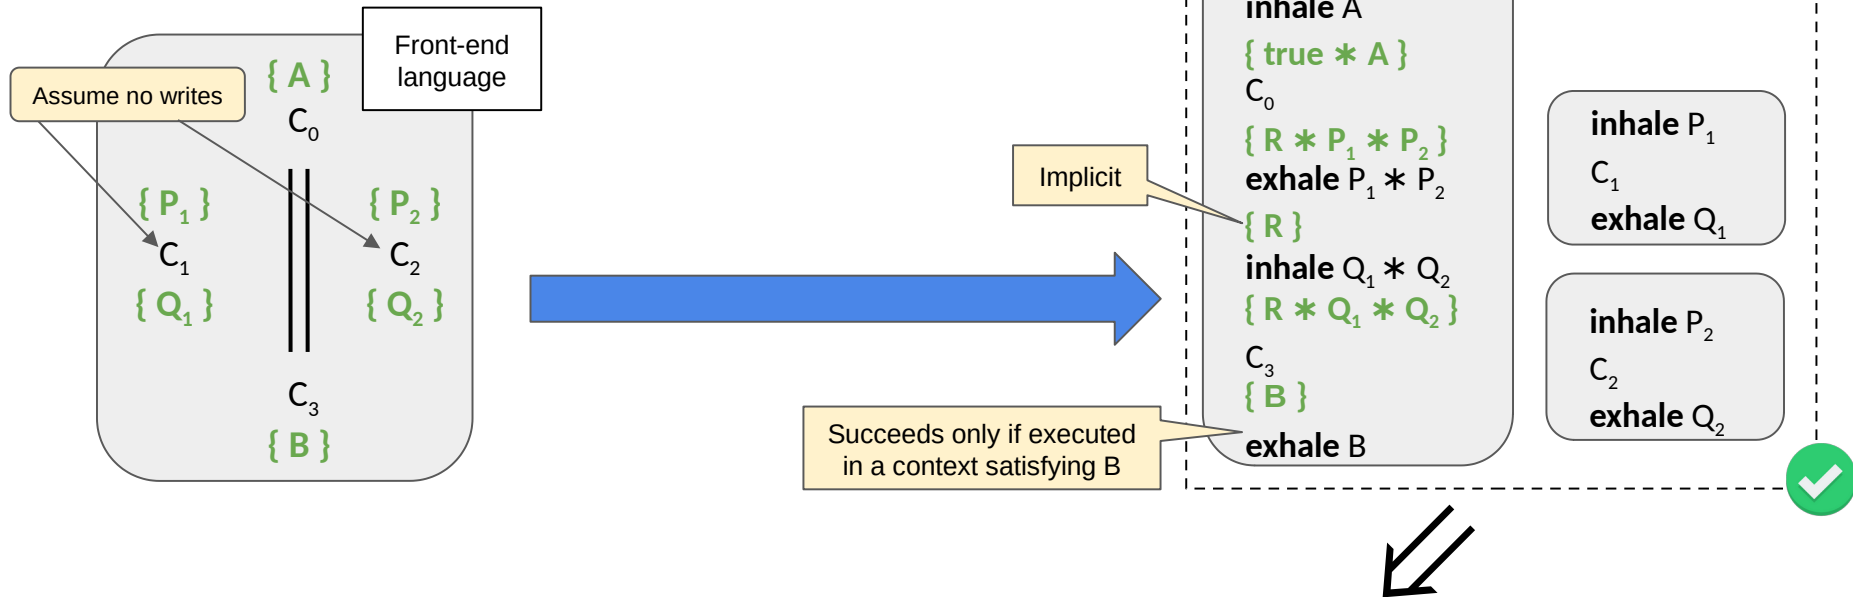 Front-end
language
Assume no writes
{ A }
C₀
{ P₁ }
{ P₂ }
C₁
C₂
{ Q₁ }
{ Q₂ }
C₃
{ B }
inhale A
{ true ∗ A }
C₀
{ R ∗ P₁ ∗ P₂ }
exhale P₁ ∗ P₂
Implicit
{ R }
inhale Q₁ ∗ Q₂
{ R ∗ Q₁ ∗ Q₂ }
C₃
{ B }
Succeeds only if executed
in a context satisfying B
exhale B
inhale P₁
C₁
exhale Q₁
inhale P₂
C₂
exhale Q₂